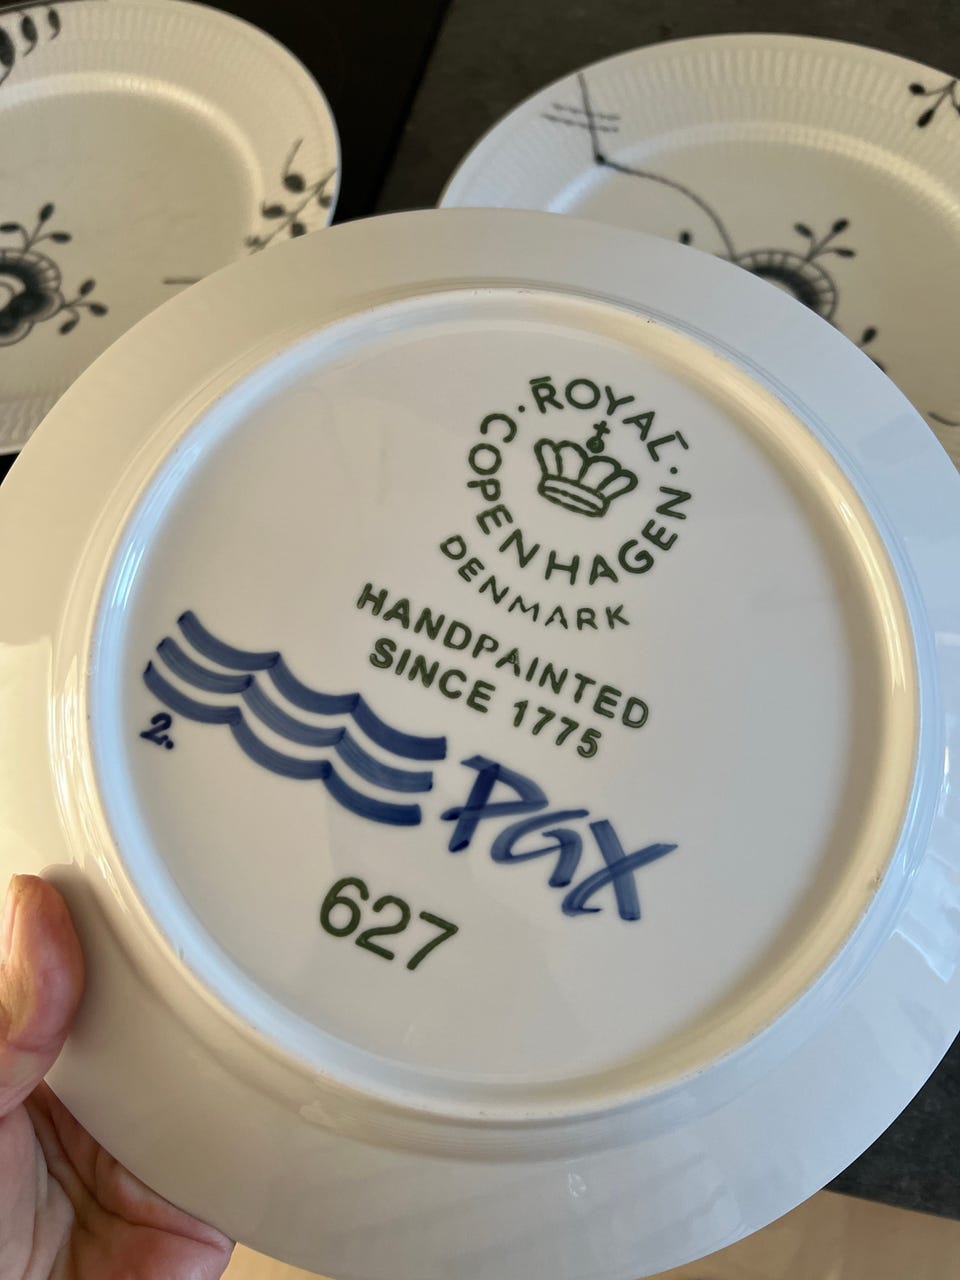 ROYAL
COPENHAGEN
DENMARK
HANDPAINTED
SINCE 1775
2.
PGX
627